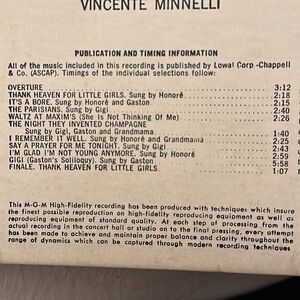 VINCENTE MINNELLI
PUBLICATION AND TIMING INFORMATION
All of the music included in this recording is published by Lowal Corp.-Chappell
& Co. (ASCAP). Timings of the individual selections follow:
OVERTURE 3:12
THANK HEAVEN FOR LITTLE GIRLS. Sung by Honoré 2:18
IT'S A BORE. Sung by Honoré and Gaston 2:15
THE PARISIANS. Sung by Gigi 2:40
WALTZ AT MAXIM'S (She Is Not Thinking Of Me) 2:26
THE NIGHT THEY INVENTED CHAMPAGNE
Sung by Gigi, Gaston and Grandmama 1:40
I REMEMBER IT WELL. Sung by Honoré and Grandmama 2:25
SAY A PRAYER FOR ME TONIGHT. Sung by Gigi 2:43
I'M GLAD I'M NOT YOUNG ANYMORE. Sung by Honoré 2:59
GIGI (Gaston's Soliloquy). Sung by Gaston 5:58
FINALE. THANK HEAVEN FOR LITTLE GIRLS 1:07
This M-G-M High-Fidelity recording has been produced with techniques which insure
the finest possible reproduction on high-fidelity reproducing equipment as well as
reproducing equipment of standard quality. At each step of processing from the
actual recording in the concert hall or studio on to the final pressing, every attempt
has been made to achieve and maintain proper balance and clarity throughout the
range of dynamics which can be captured through modern recording techniques